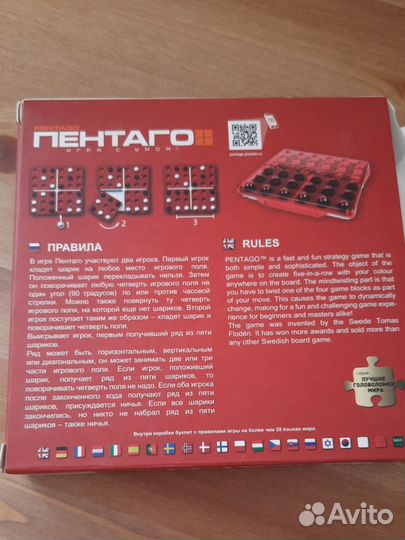 PENTAGO
ПЕНТАГО
ИГРАЙ С УМОМ!
1
2
3
ПРАВИЛА
В игре Пентаго участвуют два игрока. Первый игрок
кладет шарик на любое место игрового поля.
Положенный шарик перекладывать нельзя. Затем
он поворачивает любую четверть игрового поля на
один угол (90 градусов) по или против часовой
стрелки. Можно также повернуть ту четверть
игрового поля, на которой еще нет шариков. Второй
игрок поступает таким же образом – кладет шарик и
поворачивает четверть поля.
Выигрывает игрок, первым получивший ряд из пяти
шариков.
Ряд может быть горизонтальным, вертикальным
или диагональным, он может занимать две или три
части игрового поля. Если игрок, положивший
шарик, получает ряд из пяти шариков, то
поворачивать четверть поля не надо. Если оба игрока
после законченного хода получают ряд из пяти
шариков, присуждается ничья. Если все шарики
закончились, но никто не набрал ряд из пяти
шариков – также ничья.
RULES
PENTAGO™ is a fast and fun strategy game that is
both simple and sophisticated. The object of the
game is to create five-in-a-row with your colour
anywhere on the board. The mindtwisting part is that
you have to twist one of the four game blocks as part
of your move. This causes the game to dynamically
change, making for a fun and challenging game expe-
rience for beginners and masters alike!
The game was invented by the Swede Tomas
Flodén. It has won more awards and sold more than
any other Swedish board game.
серия
ЛУЧШИЕ
ГОЛОВОЛОМКИ
МИРА
Внутри коробки буклет с правилами игры на более чем 20 языках мира
Avito